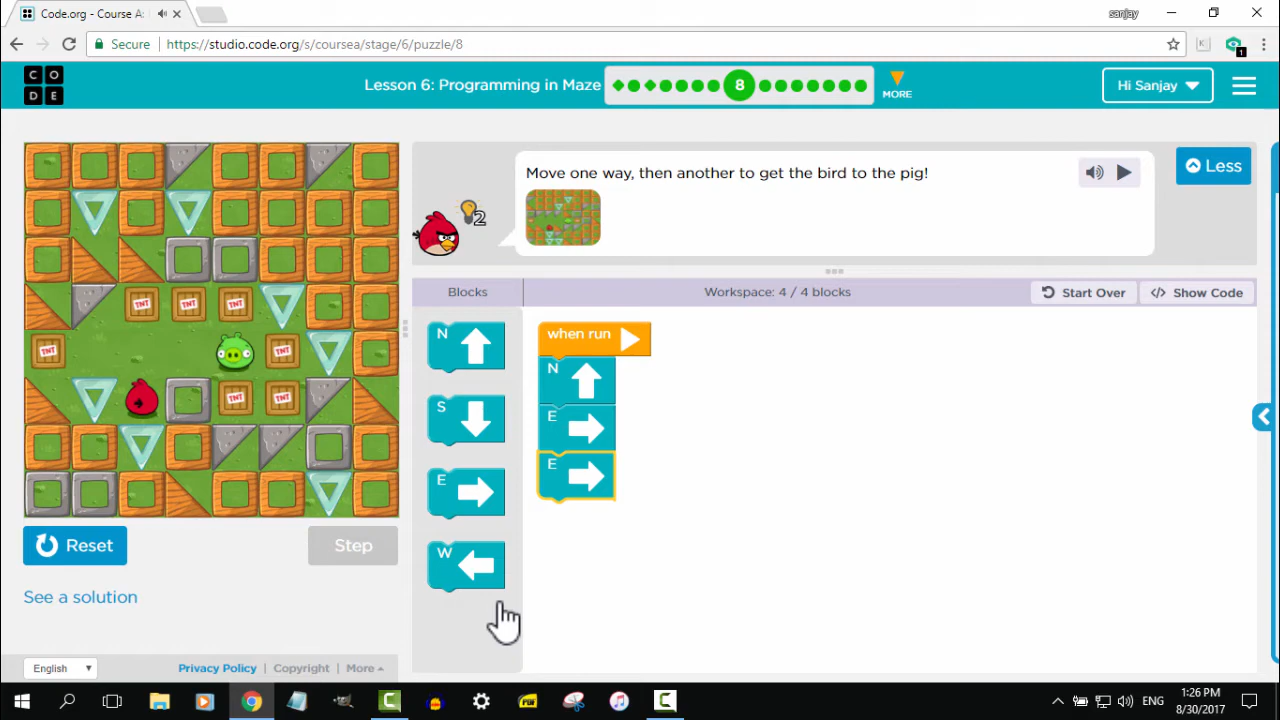 Code.org - Course A:
sanjay
Secure
https://studio.code.org/s/coursea/stage/6/puzzle/8
K
1
C O
D E
Lesson 6: Programming in Maze
8
MORE
Hi Sanjay
Move one way, then another to get the bird to the pig!
Less
2
Blocks
Workspace: 4 / 4 blocks
Start Over
</> Show Code
TNT TNT TNT
TNT TNT
TNT TNT
N
S
E
W
when run
N
E
E
Reset
Step
See a solution
English
Privacy Policy | Copyright | More
PDF
ENG
1:26 PM
8/30/2017